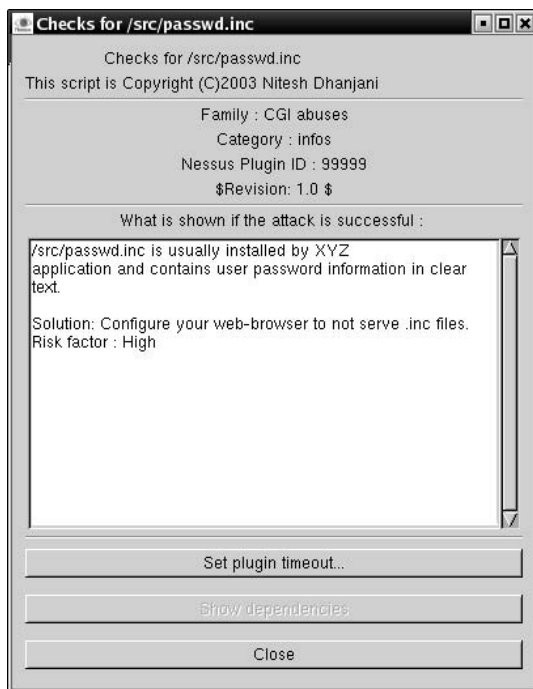 Checks for /src/passwd.inc
Checks for /src/passwd.inc
This script is Copyright (C)2003 Nitesh Dhanjani
Family : CGI abuses
Category : infos
Nessus Plugin ID : 99999
$Revision: 1.0 $
What is shown if the attack is successful :
/src/passwd.inc is usually installed by XYZ
application and contains user password information in clear
text.
Solution: Configure your web-browser to not serve .inc files.
Risk factor : High
Set plugin timeout...
Show dependencies
Close